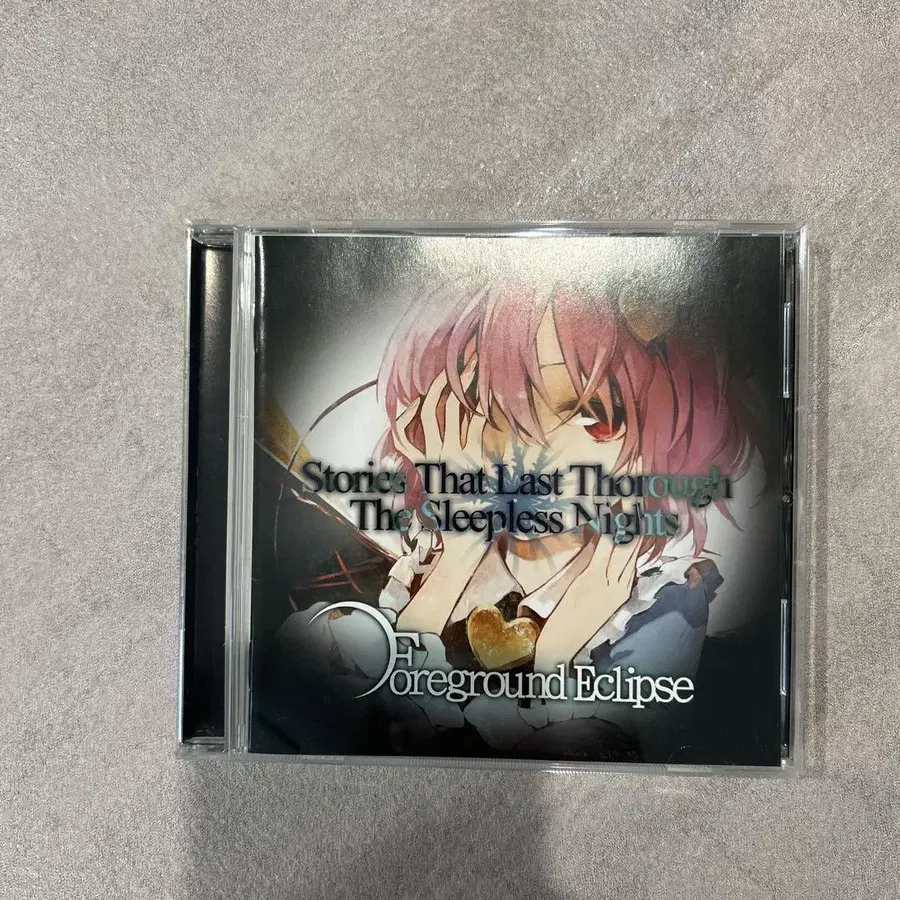 Stories That Last Thorough
The Sleepless Nights
Foreground Eclipse